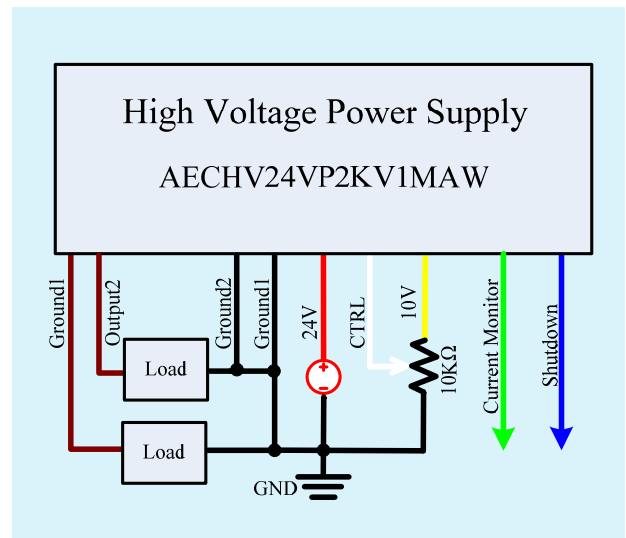 High Voltage Power Supply
AECHV24VP2KV1MAW
Ground1
Output2
Ground2
Ground1
24V
CTRL
10V
10KΩ
Current Monitor
Shutdown
Load
Load
GND